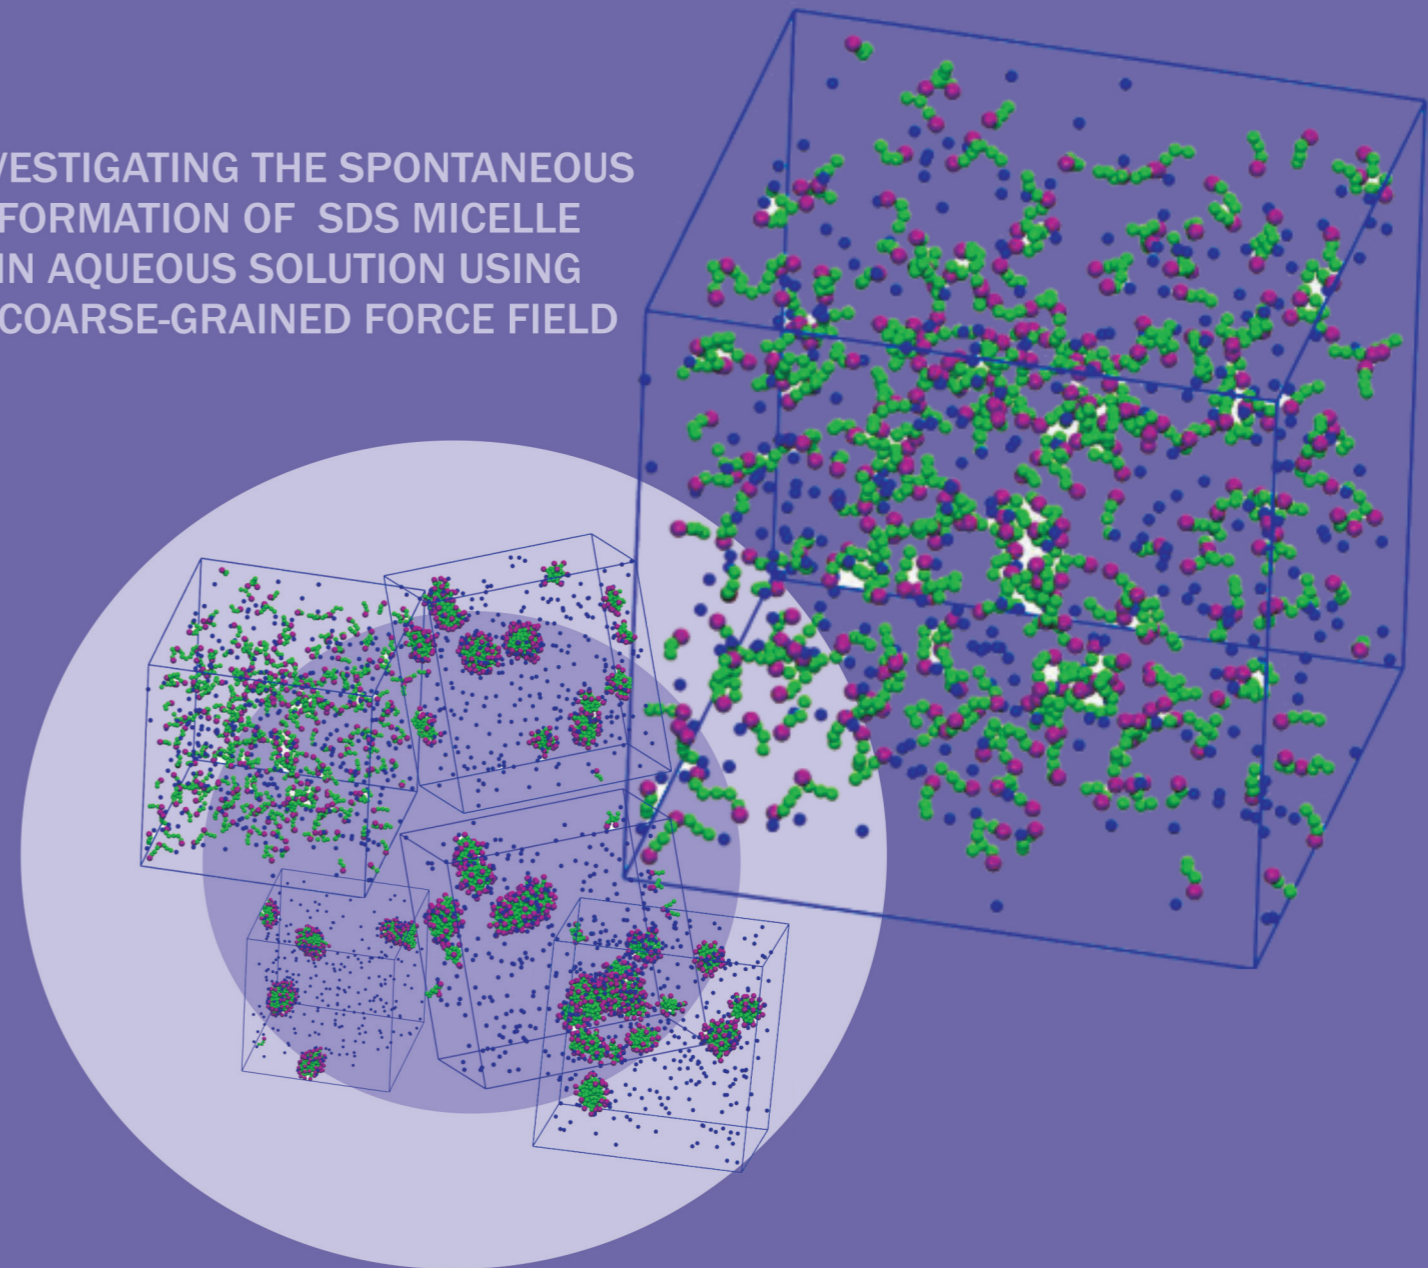 VESTIGATING THE SPONTANEOUS
FORMATION OF SDS MICELLE
IN AQUEOUS SOLUTION USING
COARSE-GRAINED FORCE FIELD